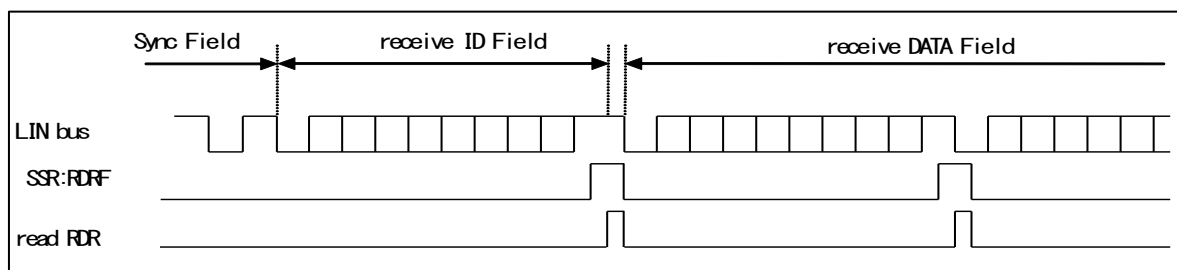 Sync Field receive ID Field receive DATA Field
LIN bus
SSR:RDRF
read RDR